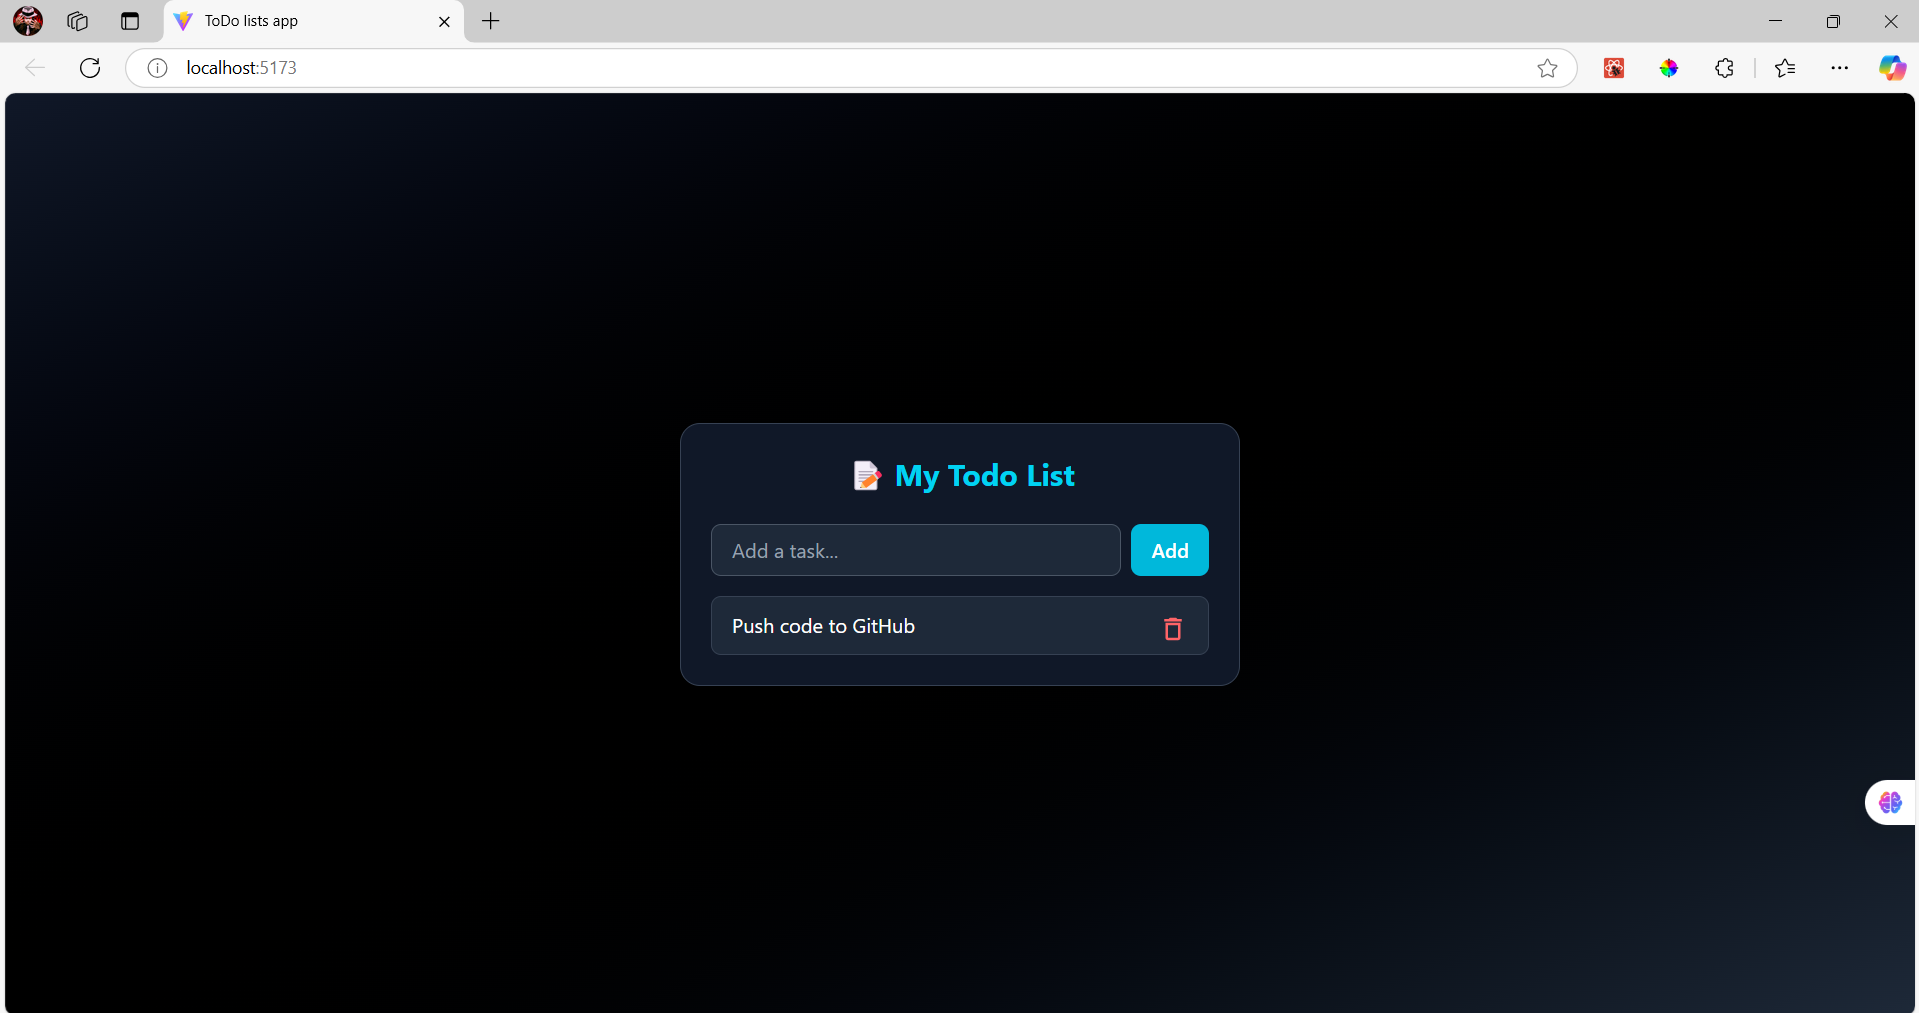 ToDo lists app
localhost:5173
My Todo List
Add a task...
Add
Push code to GitHub